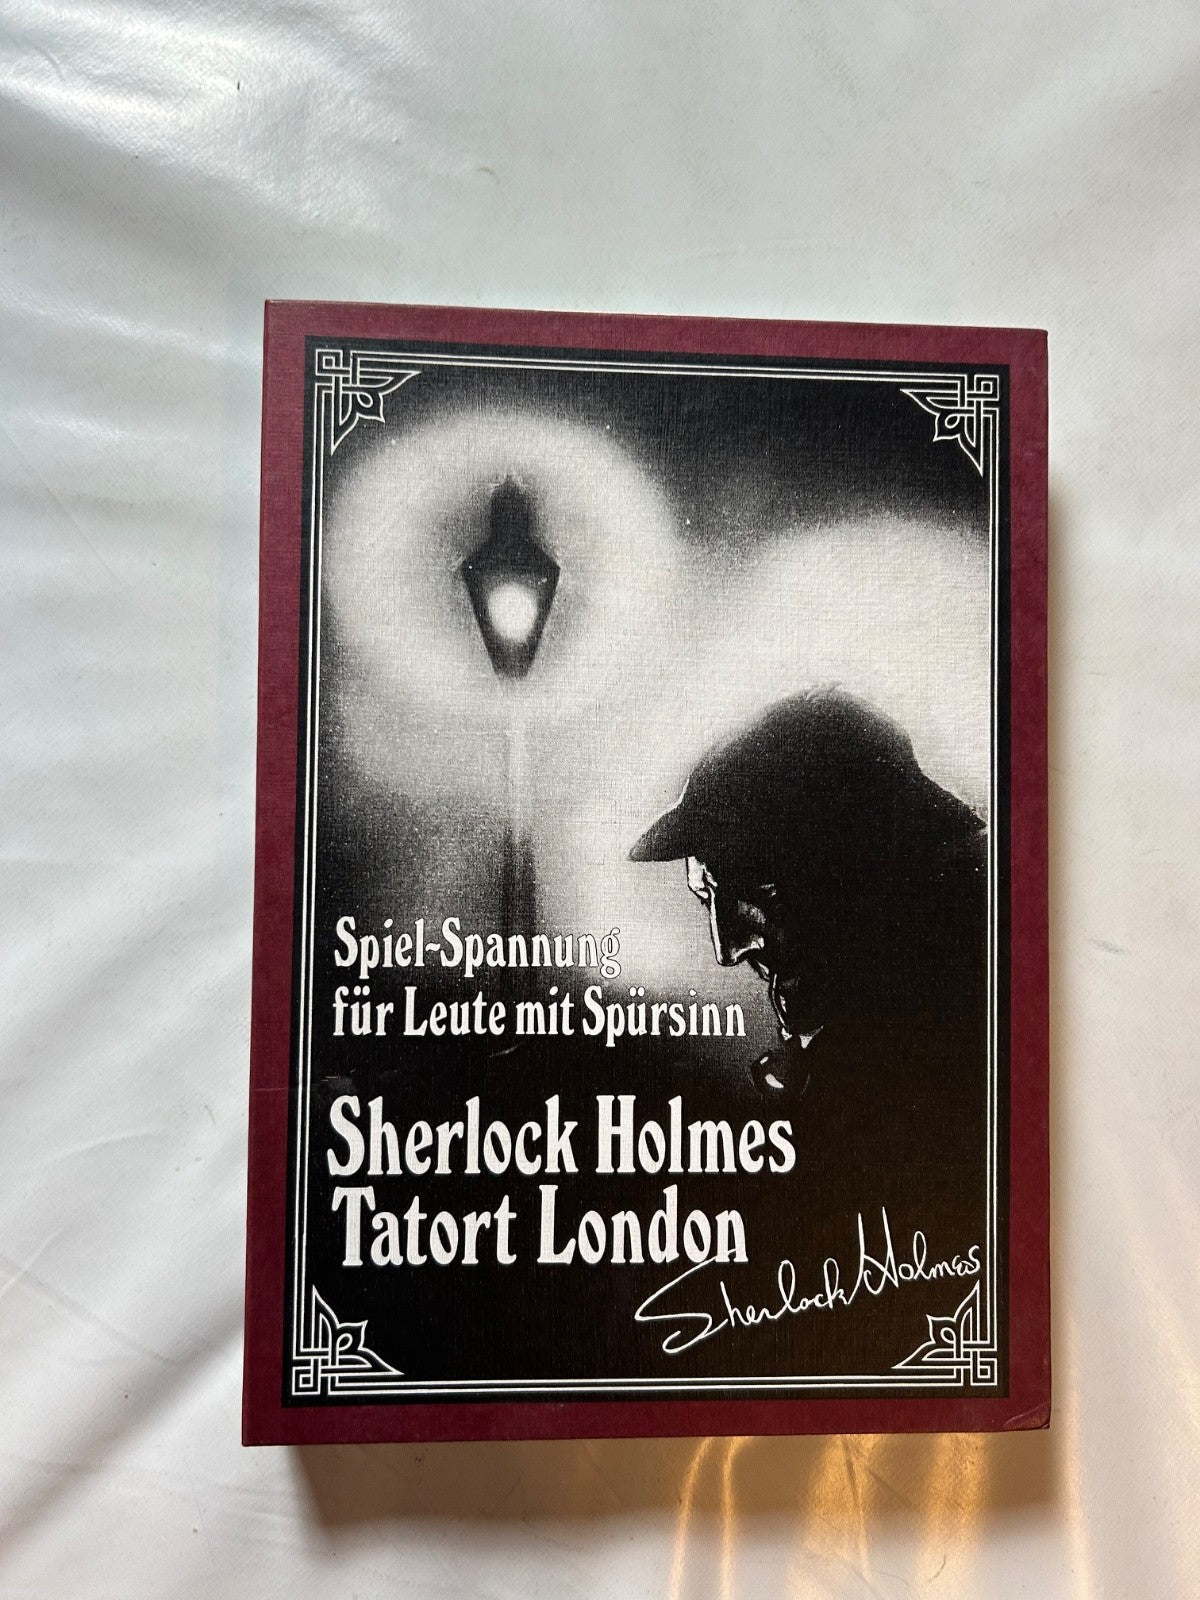 Spiel-Spannung
für Leute mit Spürsinn
Sherlock Holmes
Tatort London
Sherlock Holmes